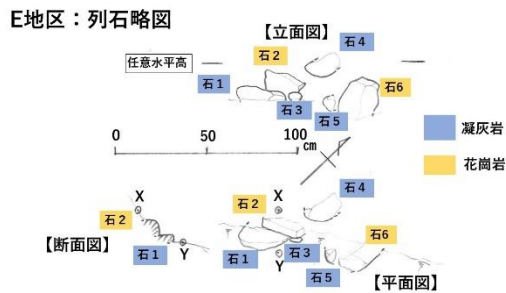 E地区：列石略図
【立面図】
石4
石2
任意水平高
石1
石6
石3
石5
凝灰岩
花崗岩
0 50 100 cm
X
X
石4
石2
石2
石6
石1
石1
石3
【断面図】
Y
Y
石5
【平面図】